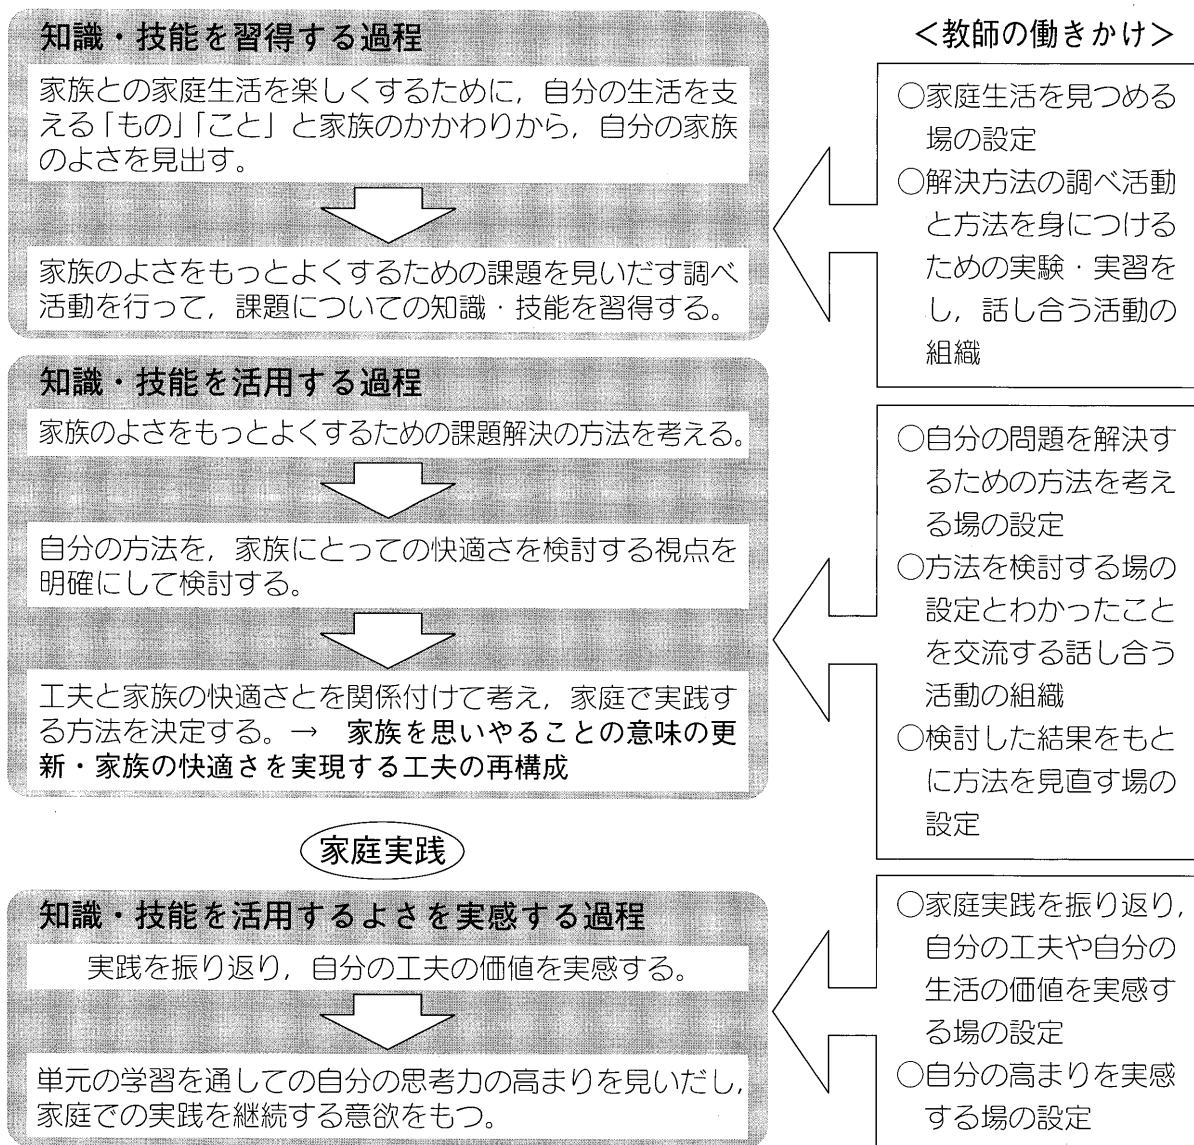 知識・技能を習得する過程
家族との家庭生活を楽しくするために，自分の生活を支
える「もの」「こと」と家族のかかわりから，自分の家族
のよさを見出す。
家族のよさをもっとよくするための課題を見いだす調べ
活動を行って，課題についての知識・技能を習得する。
知識・技能を活用する過程
家族のよさをもっとよくするための課題解決の方法を考える。
自分の方法を，家族にとっての快適さを検討する視点を
明確にして検討する。
工夫と家族の快適さとを関係付けて考え，家庭で実践す
る方法を決定する。→　家族を思いやることの意味の更
新・家族の快適さを実現する工夫の再構成
家庭実践
知識・技能を活用するよさを実感する過程
実践を振り返り，自分の工夫の価値を実感する。
単元の学習を通しての自分の思考力の高まりを見いだし，
家庭での実践を継続する意欲をもつ。
＜教師の働きかけ＞
○家庭生活を見つめる
場の設定
○解決方法の調べ活動
と方法を身につける
ための実験・実習を
し，話し合う活動の
組織
○自分の問題を解決す
るための方法を考え
る場の設定
○方法を検討する場の
設定とわかったこと
を交流する話し合う
活動の組織
○検討した結果をもと
に方法を見直す場の
設定
○家庭実践を振り返り，
自分の工夫や自分の
生活の価値を実感す
る場の設定
○自分の高まりを実感
する場の設定